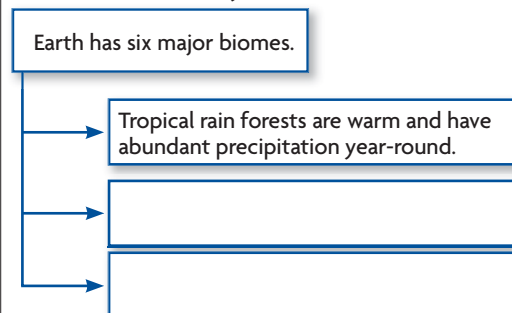 Earth has six major biomes.
Tropical rain forests are warm and have
abundant precipitation year-round.